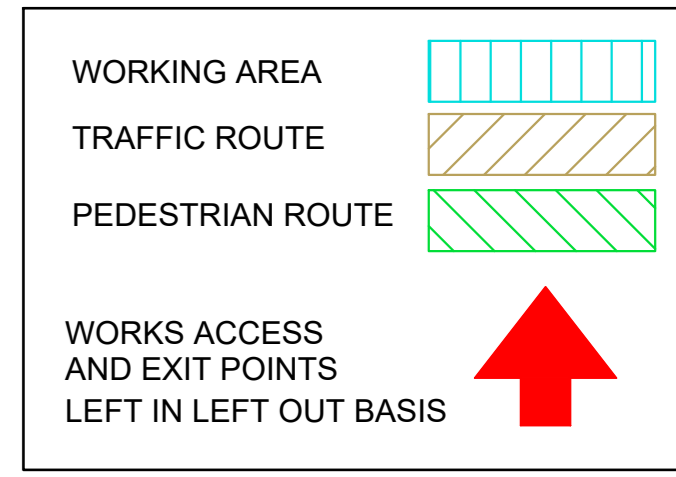 WORKING AREA
TRAFFIC ROUTE
PEDESTRIAN ROUTE
WORKS ACCESS
AND EXIT POINTS
LEFT IN LEFT OUT BASIS